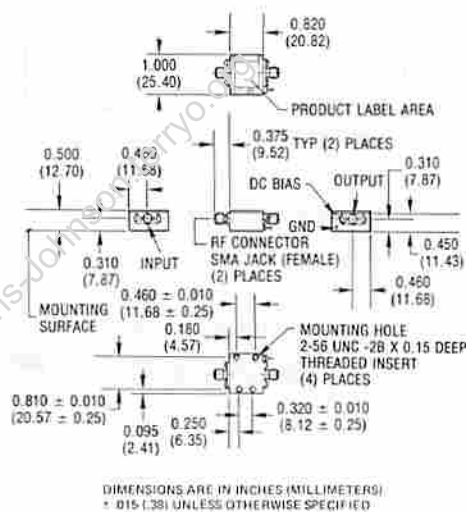 0.820
(20.82)
1.000
(25.40)
PRODUCT LABEL AREA
0.375 TYP (2) PLACES
(9.52)
0.500
(12.70)
0.460
(11.68)
0.310
(7.87)
DC BIAS
OUTPUT
GND
0.310
(7.87)
INPUT
RF CONNECTOR
SMA JACK (FEMALE)
(2) PLACES
0.450
(11.43)
0.460
(11.68)
MOUNTING
SURFACE
0.460 ± 0.010
(11.68 ± 0.25)
0.180
(4.57)
MOUNTING HOLE
2-56 UNC -2B X 0.15 DEEP
THREADED INSERT
(4) PLACES
0.810 ± 0.010
(20.57 ± 0.25)
0.095
(2.41)
0.250
(6.35)
0.320 ± 0.010
(8.12 ± 0.25)
DIMENSIONS ARE IN INCHES (MILLIMETERS)
± .015 (.38) UNLESS OTHERWISE SPECIFIED